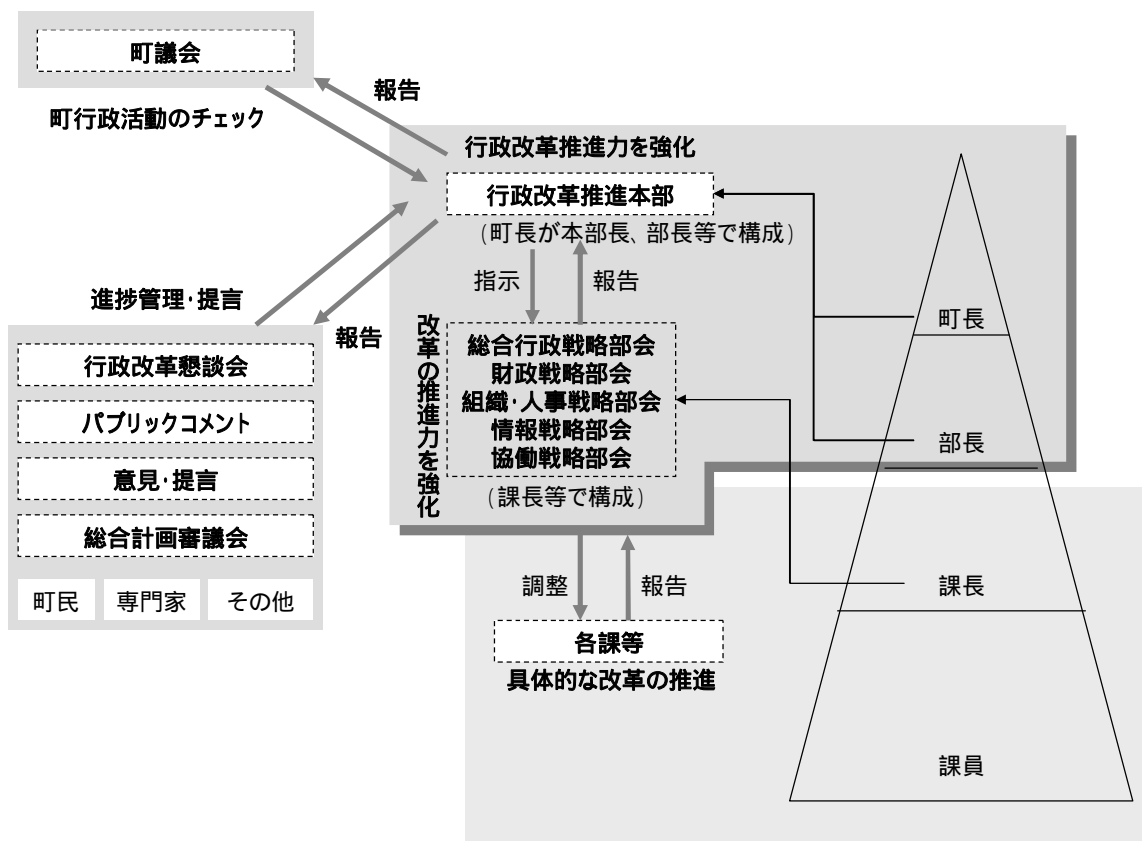 町議会
報告
町行政活動のチェック
行政改革推進力を強化
行政改革推進本部
(町長が本部長、部長等で構成)
指示
報告
進捗管理・提言
報告
行政改革懇談会
パブリックコメント
意見・提言
総合計画審議会
町民
専門家
その他
改革の推進力を強化
総合行政戦略部会
財政戦略部会
組織・人事戦略部会
情報戦略部会
協働戦略部会
(課長等で構成)
調整
報告
各課等
具体的な改革の推進
町長
部長
課長
課員